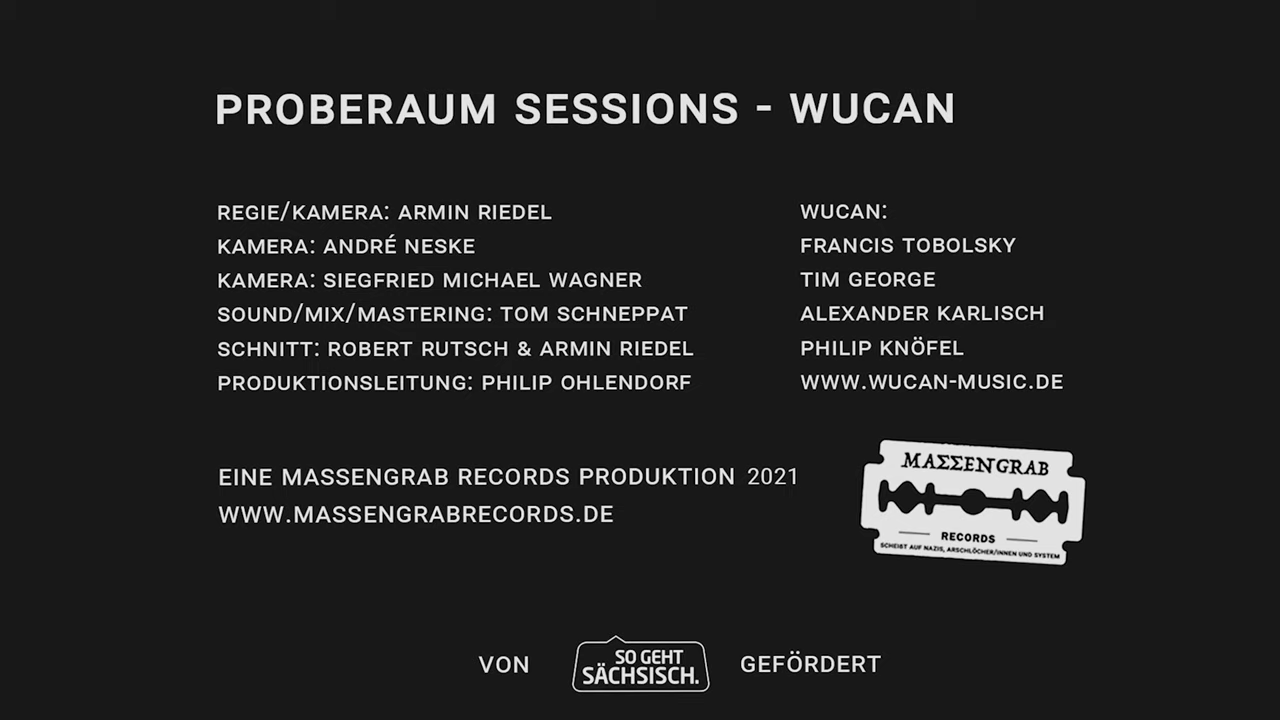 PROBERAUM SESSIONS - WUCAN
REGIE/KAMERA: ARMIN RIEDEL
KAMERA: ANDRÉ NESKE
KAMERA: SIEGFRIED MICHAEL WAGNER
SOUND/MIX/MASTERING: TOM SCHNEPPAT
SCHNITT: ROBERT RUTSCH & ARMIN RIEDEL
PRODUKTIONSLEITUNG: PHILIP OHLENDORF
WUCAN:
FRANCIS TOBOLSKY
TIM GEORGE
ALEXANDER KARLISCH
PHILIP KNÖFEL
WWW.WUCAN-MUSIC.DE
EINE MASSENGRAB RECORDS PRODUKTION 2021
WWW.MASSENGRABRECORDS.DE
MAΣΣENGRAB
RECORDS
SCHEIßT AUF NAZIS, ARSCHLÖCHER/INNEN UND SYSTEM
VON
SO GEHT
SÄCHSISCH.
GEFÖRDERT